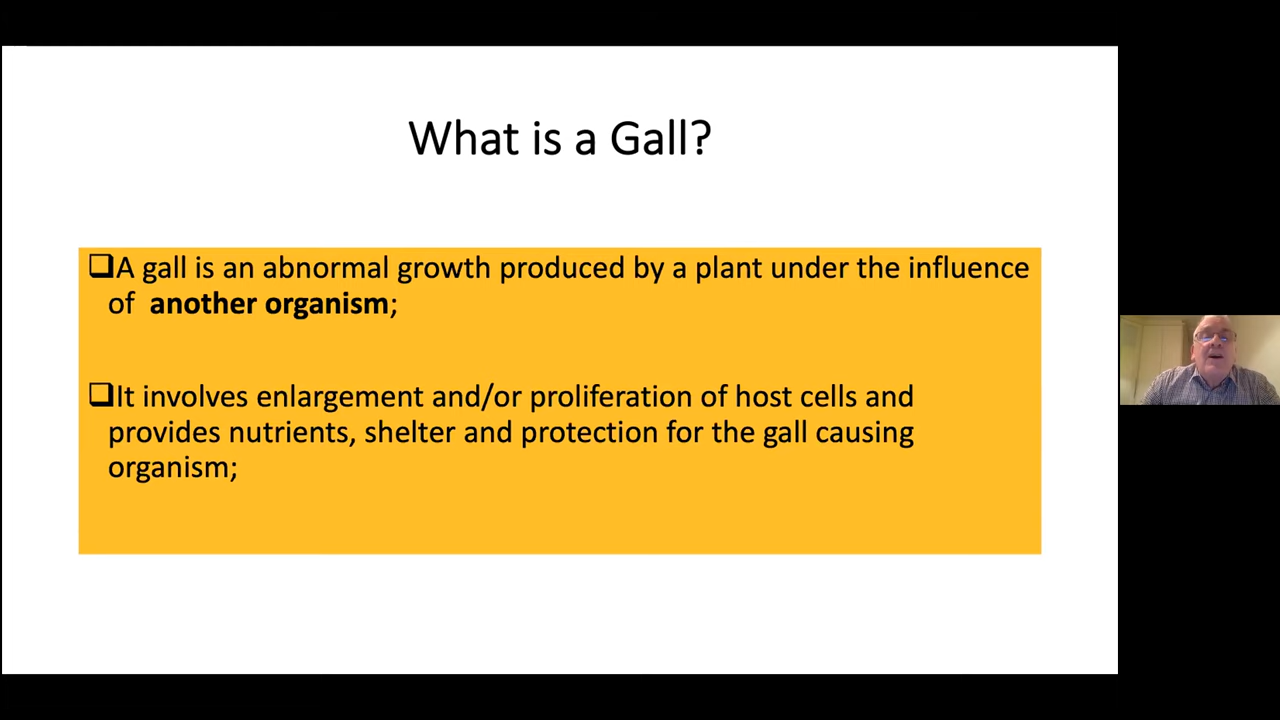 What is a Gall?
❑A gall is an abnormal growth produced by a plant under the influence
of another organism;
❑It involves enlargement and/or proliferation of host cells and
provides nutrients, shelter and protection for the gall causing
organism;